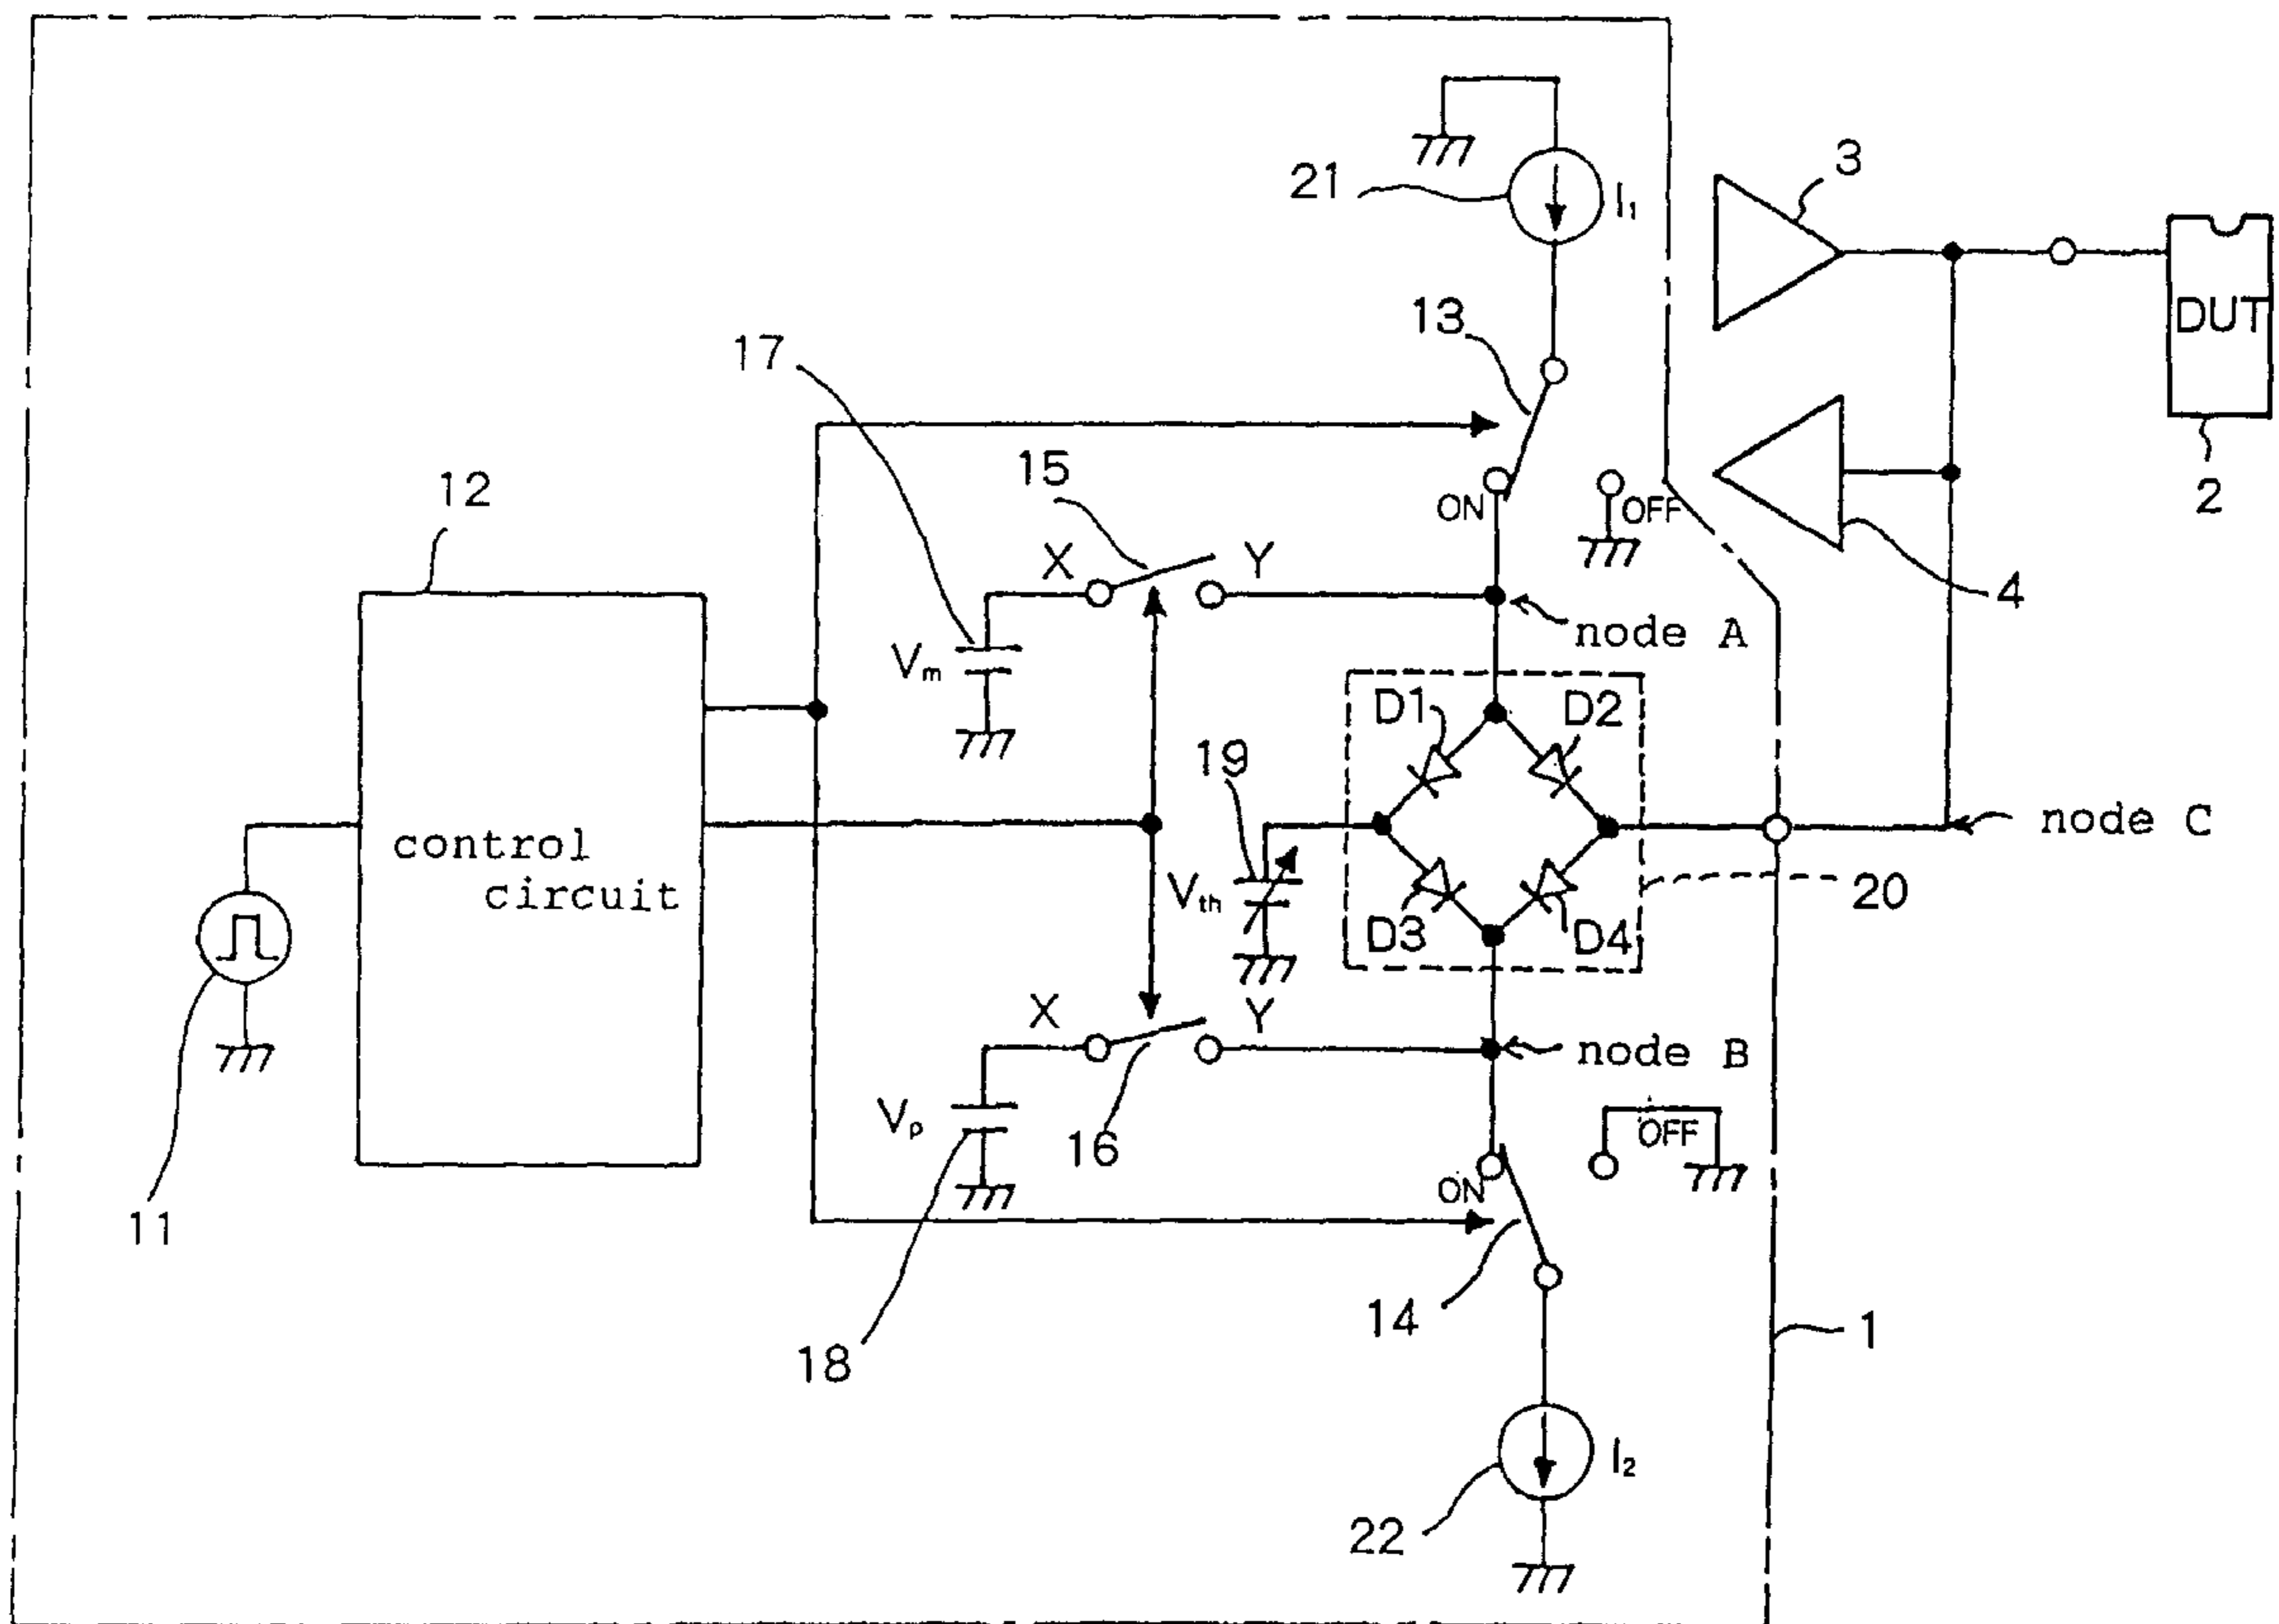 21
I₁
3
DUT
2
13
17
ON
OFF
15
12
X
Y
4
node A
Vm
D1
D2
19
control
circuit
Vth
node C
20
D3
D4
X
Y
node B
Vp
16
OFF
ON
11
14
1
18
22
I₂